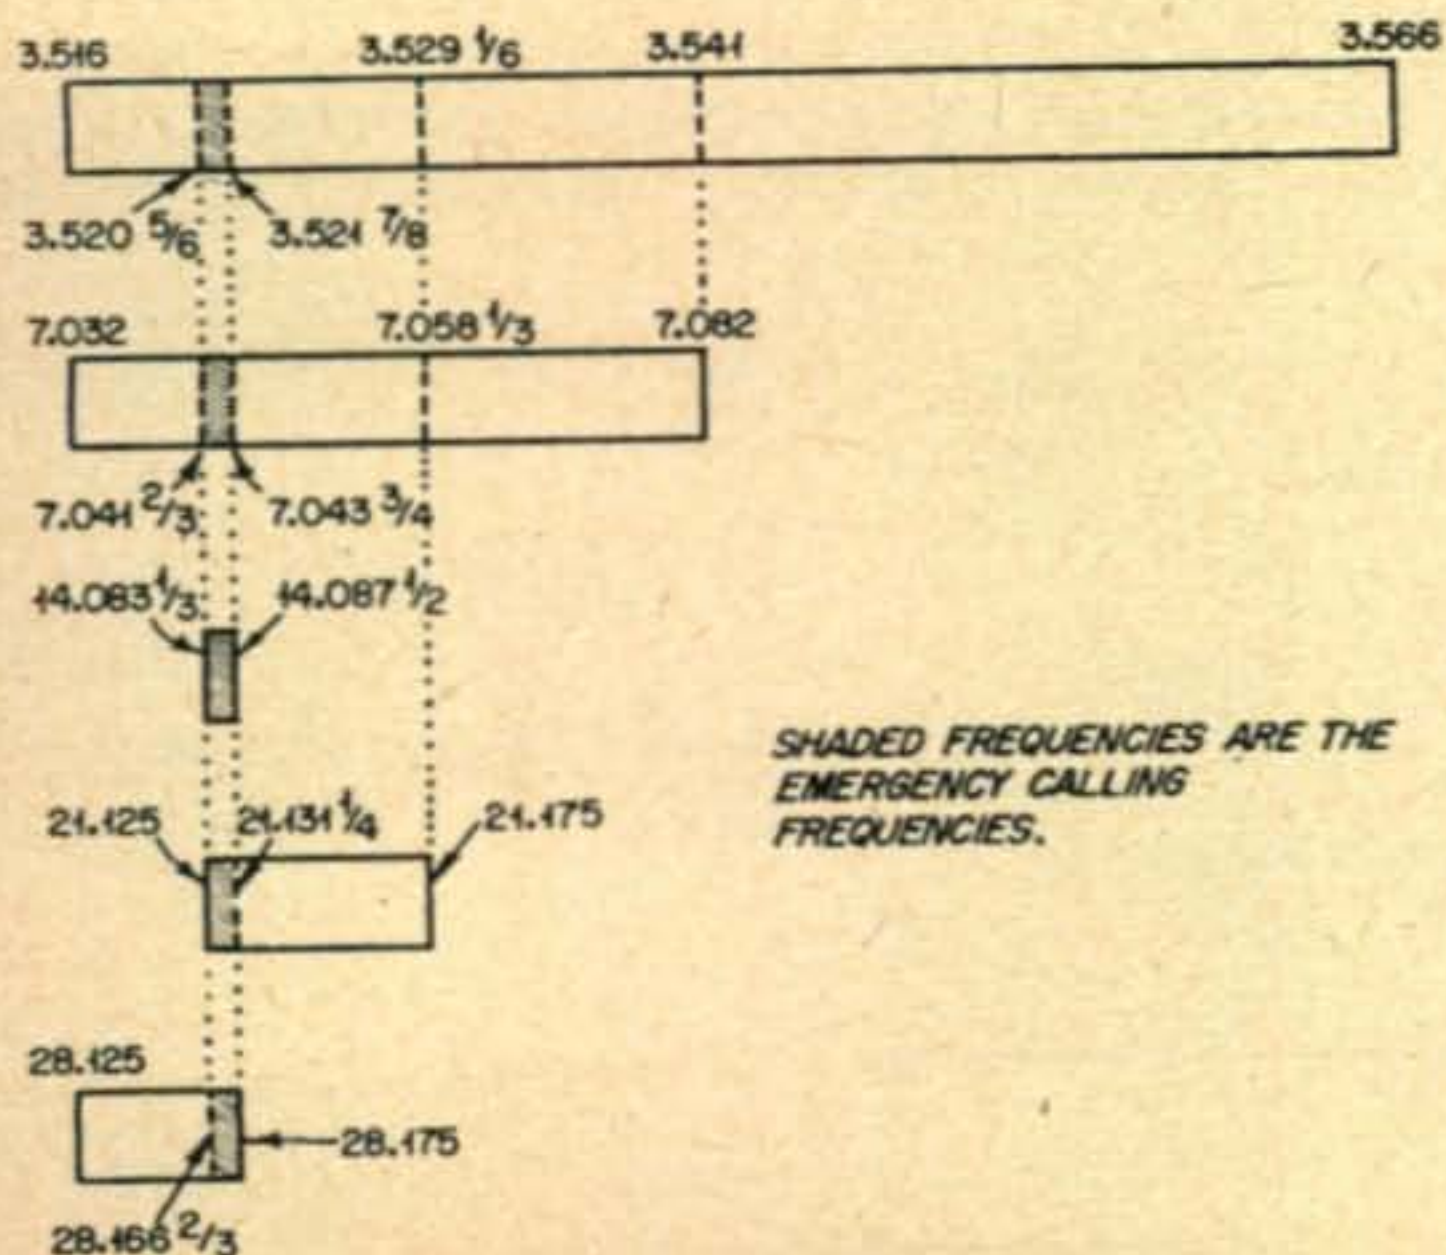 3.516 3.529 1/6 3.541 3.566
3.520 5/6 3.521 7/8
7.032 7.058 1/3 7.082
7.041 2/3 7.043 3/4
14.083 1/3 14.087 1/2
21.125 21.131 1/4 21.175
SHADED FREQUENCIES ARE THE
EMERGENCY CALLING
FREQUENCIES.
28.125
28.175
28.166 2/3